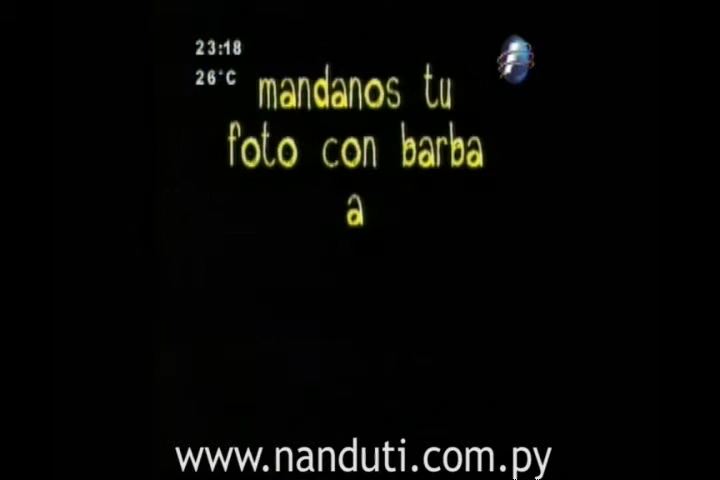 23:18
26°C
mandanos tu
foto con barba
a
www.nanduti.com.py